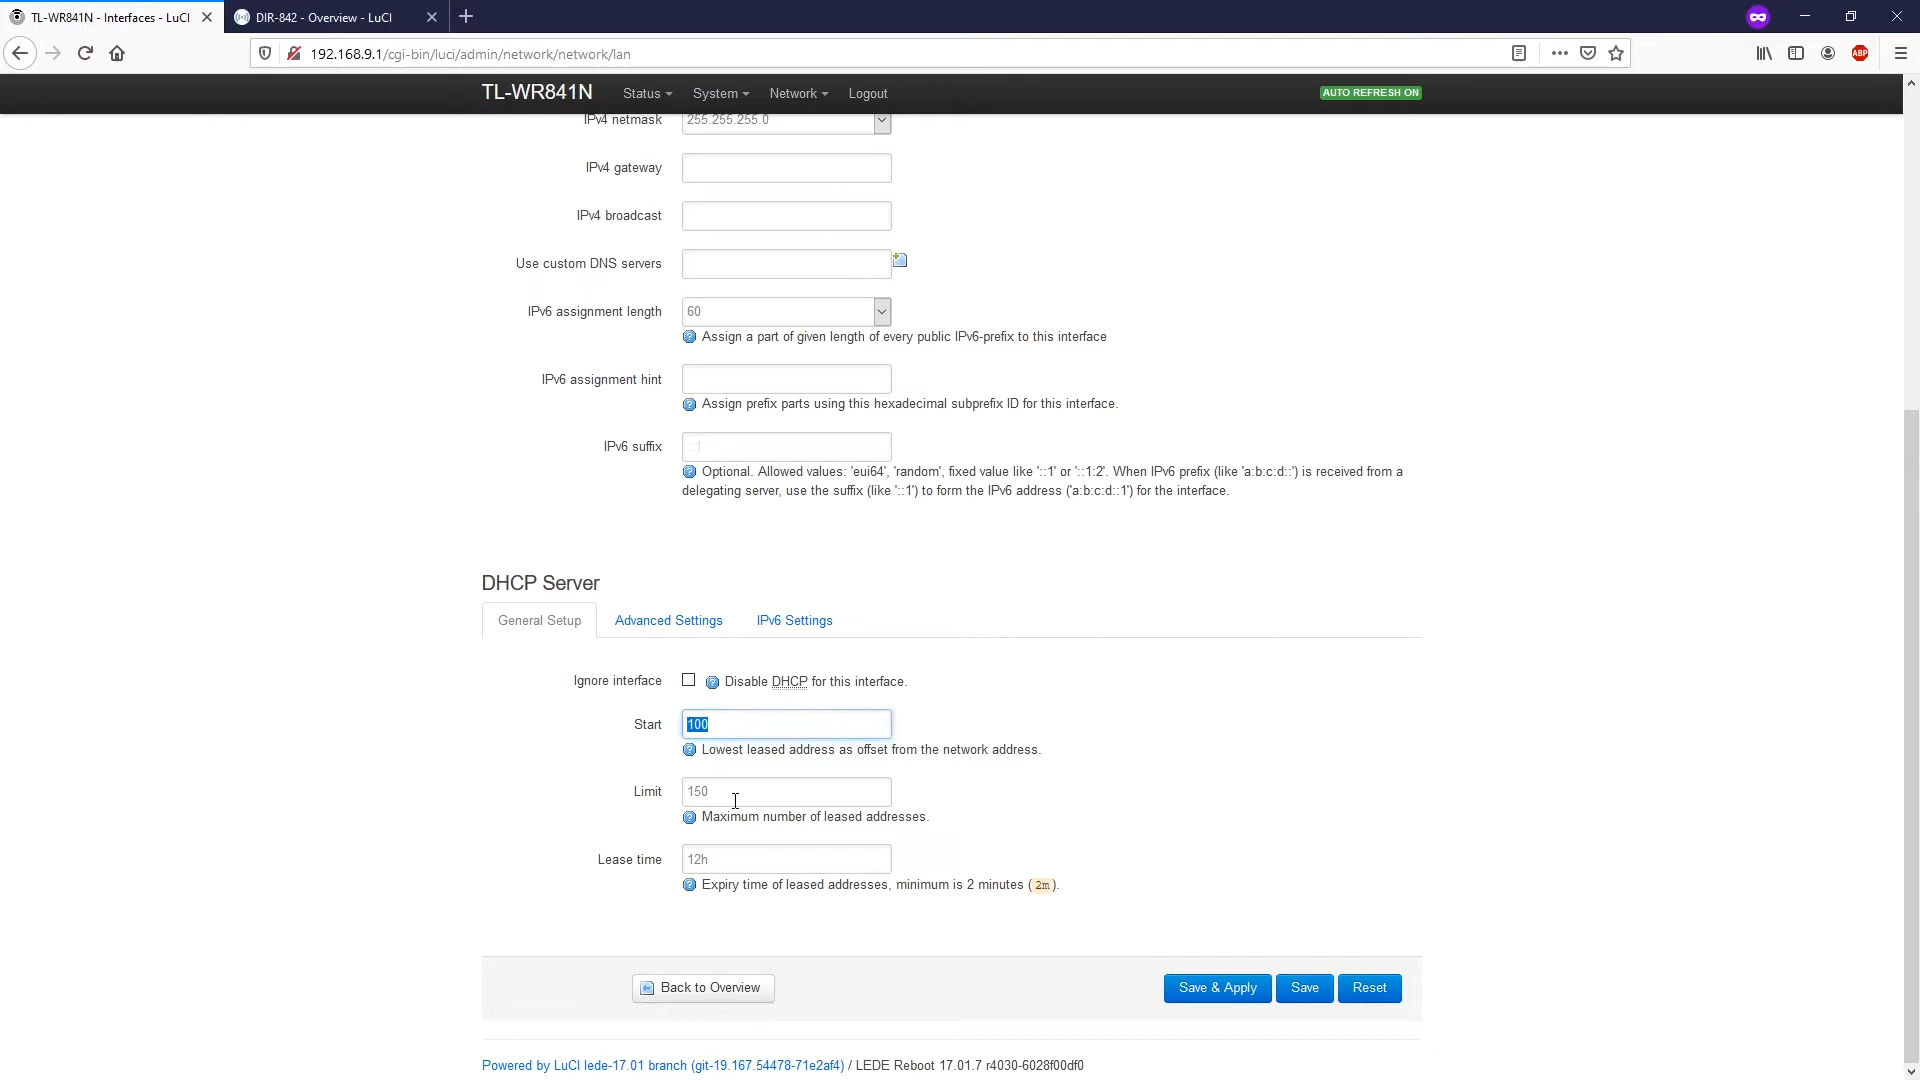 TL-WR841N - Interfaces - LuCI
DIR-842 - Overview - LuCI
192.168.9.1/cgi-bin/luci/admin/network/network/lan
ABP
TL-WR841N
Status
System
Network
Logout
AUTO REFRESH ON
IPv4 netmask
255.255.255.0
IPv4 gateway
IPv4 broadcast
Use custom DNS servers
IPv6 assignment length
60
Assign a part of given length of every public IPv6-prefix to this interface
IPv6 assignment hint
Assign prefix parts using this hexadecimal subprefix ID for this interface.
IPv6 suffix
::1
Optional. Allowed values: 'eui64', 'random', fixed value like '::1' or '::1:2'. When IPv6 prefix (like 'a:b:c:d::') is received from a
delegating server, use the suffix (like '::1') to form the IPv6 address ('a:b:c:d::1') for the interface.
DHCP Server
General Setup
Advanced Settings
IPv6 Settings
Ignore interface
Disable DHCP for this interface.
Start
100
Lowest leased address as offset from the network address.
Limit
150
Maximum number of leased addresses.
Lease time
12h
Expiry time of leased addresses, minimum is 2 minutes (2m).
Back to Overview
Save & Apply
Save
Reset
Powered by LuCI lede-17.01 branch (git-19.167.54478-71e2af4) / LEDE Reboot 17.01.7 r4030-6028f00df0